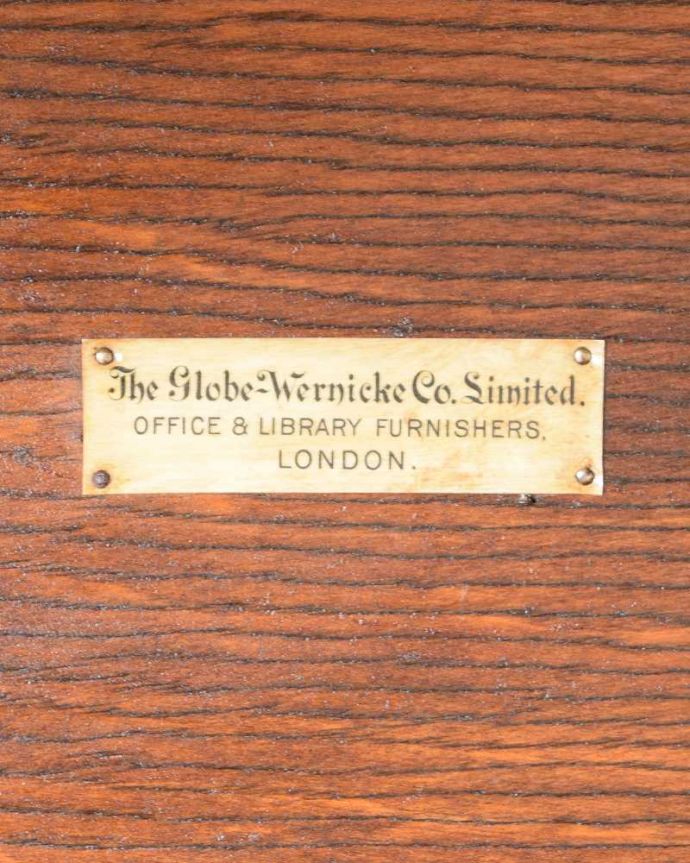 The Globe-Wernicke Co. Limited.
OFFICE & LIBRARY FURNISHERS,
LONDON.